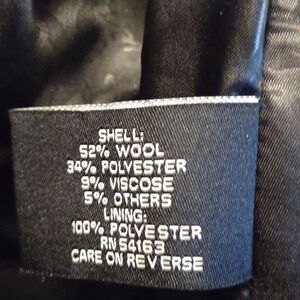 SHELL:
52% WOOL
34% POLYESTER
9% VISCOSE
5% OTHERS
LINING:
100% POLYESTER
RN 54163
CARE ON REVERSE